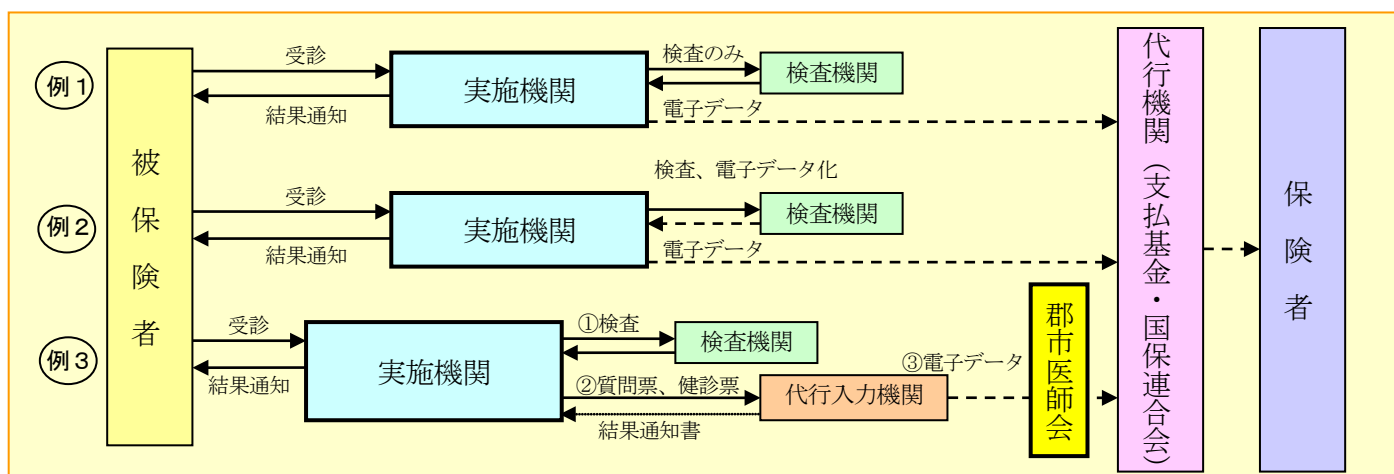 被保険者
例1
受診
結果通知
実施機関
検査のみ
検査機関
電子データ
例2
受診
結果通知
実施機関
検査、電子データ化
検査機関
電子データ
例3
受診
結果通知
実施機関
①検査
検査機関
②質問票、健診票
代行入力機関
結果通知書
③電子データ
郡市医師会
代行機関（支払基金・国保連合会）
保険者